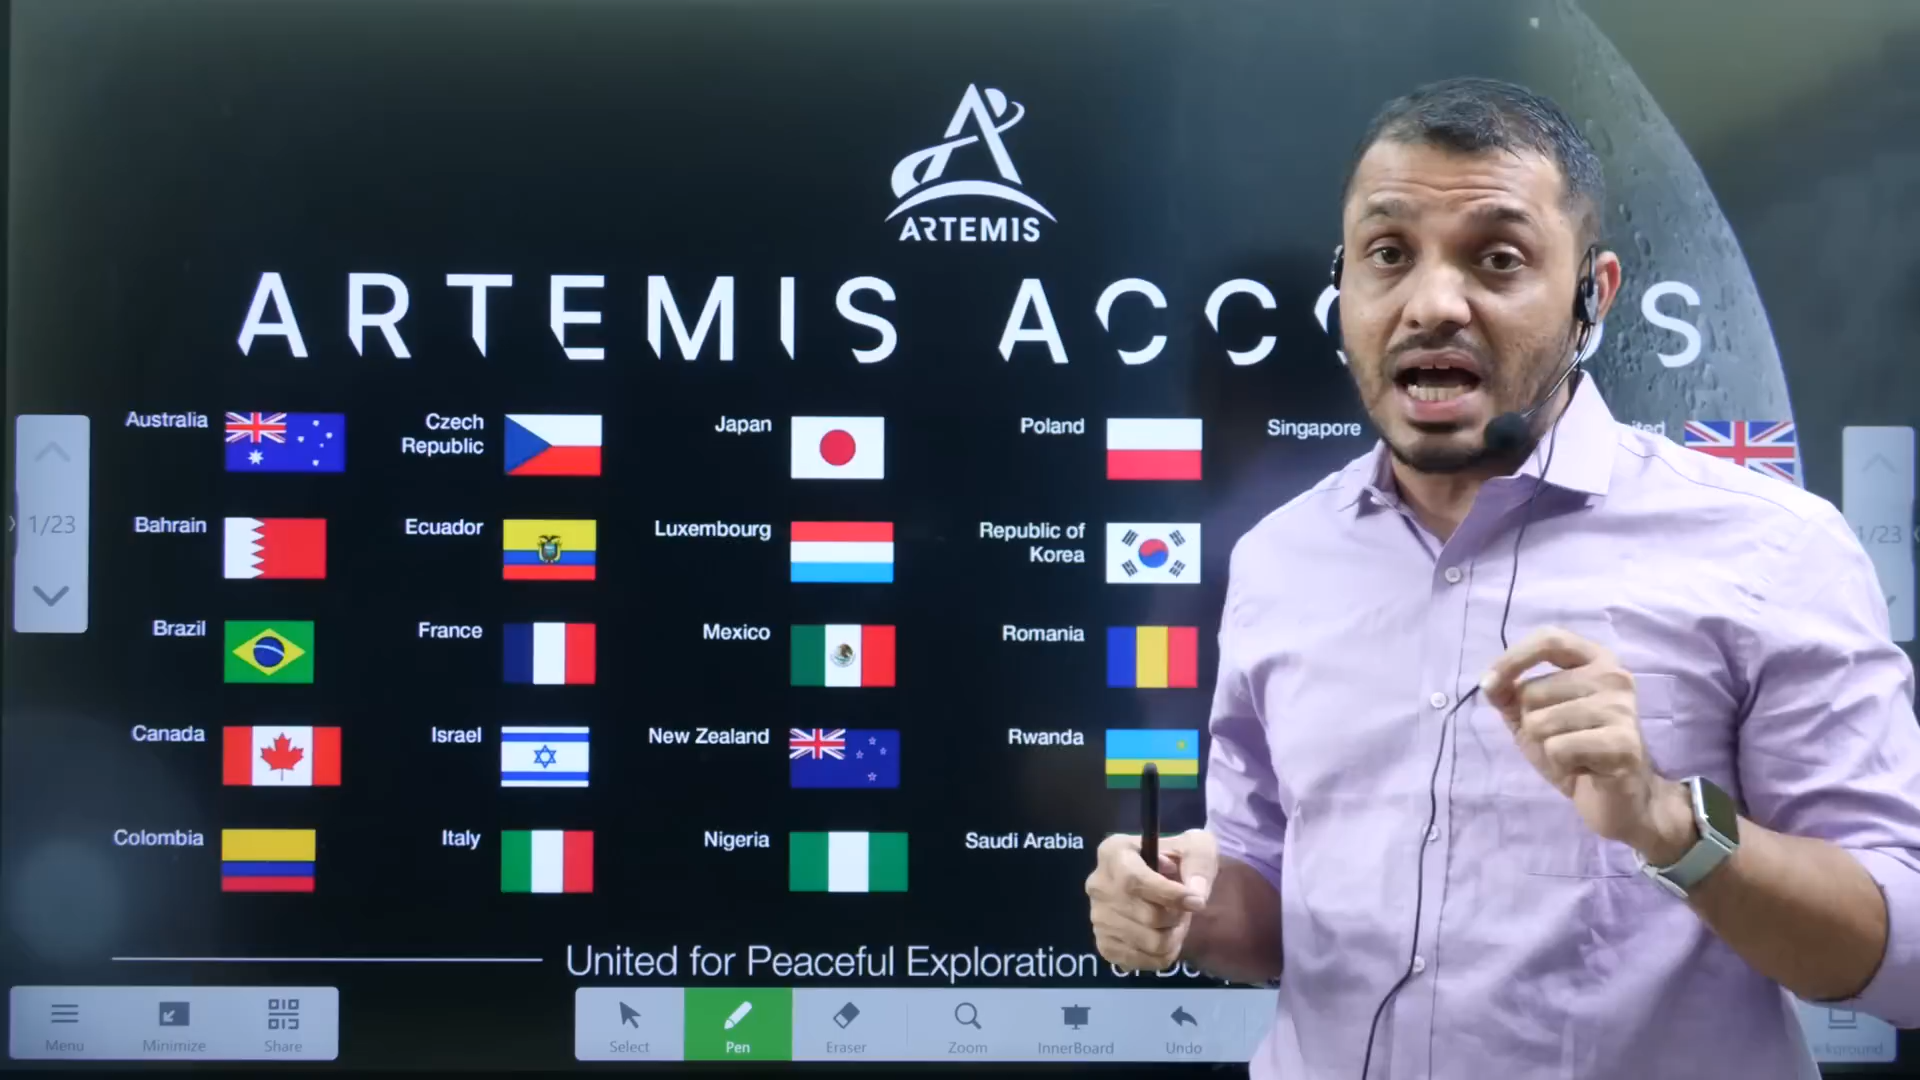 ARTEMIS
ARTEMIS ACC S
Australia
Czech Republic
Japan
Poland
Singapore
Bahrain
Ecuador
Luxembourg
Republic of Korea
Brazil
France
Mexico
Romania
Canada
Israel
New Zealand
Rwanda
Colombia
Italy
Nigeria
Saudi Arabia
1/23
1/23
United for Peaceful Exploration
Menu
Minimize
Share
Select
Pen
Eraser
Zoom
InnerBoard
Undo